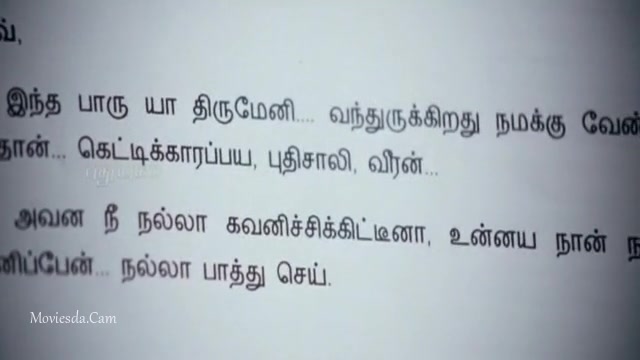 வ்,
இந்த பாரு யா திருமேனி.... வந்துருக்கிறது நமக்கு வேண்
தான்... கெட்டிக்காரப்பய, புதிசாலி, வீரன்...
அவன நீ நல்லா கவனிச்சிக்கிட்டீனா, உன்னய நான் ந
னிப்பேன்... நல்லா பாத்து செய்.
Moviesda.Cam